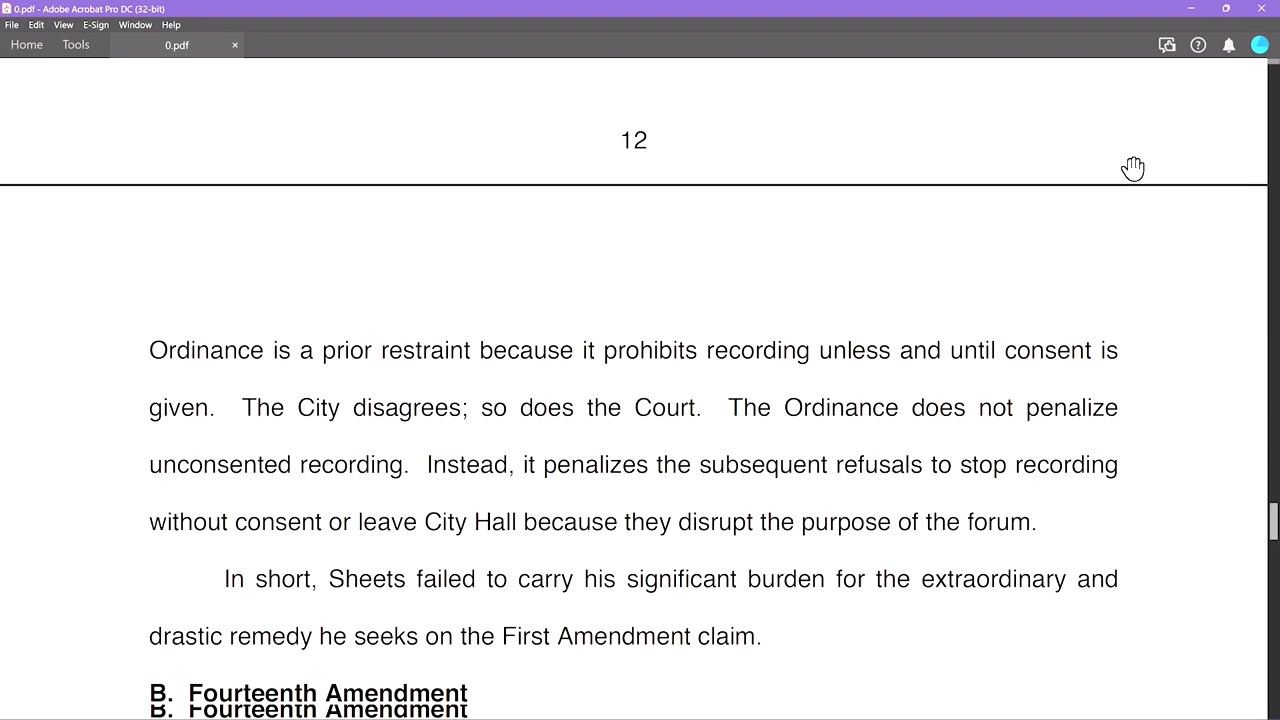 0.pdf - Adobe Acrobat Pro DC (32-bit)
File Edit View E-Sign Window Help
Home Tools 0.pdf
12
Ordinance is a prior restraint because it prohibits recording unless and until consent is
given. The City disagrees; so does the Court. The Ordinance does not penalize
unconsented recording. Instead, it penalizes the subsequent refusals to stop recording
without consent or leave City Hall because they disrupt the purpose of the forum.
In short, Sheets failed to carry his significant burden for the extraordinary and
drastic remedy he seeks on the First Amendment claim.
B. Fourteenth Amendment
B. Fourteenth Amendment